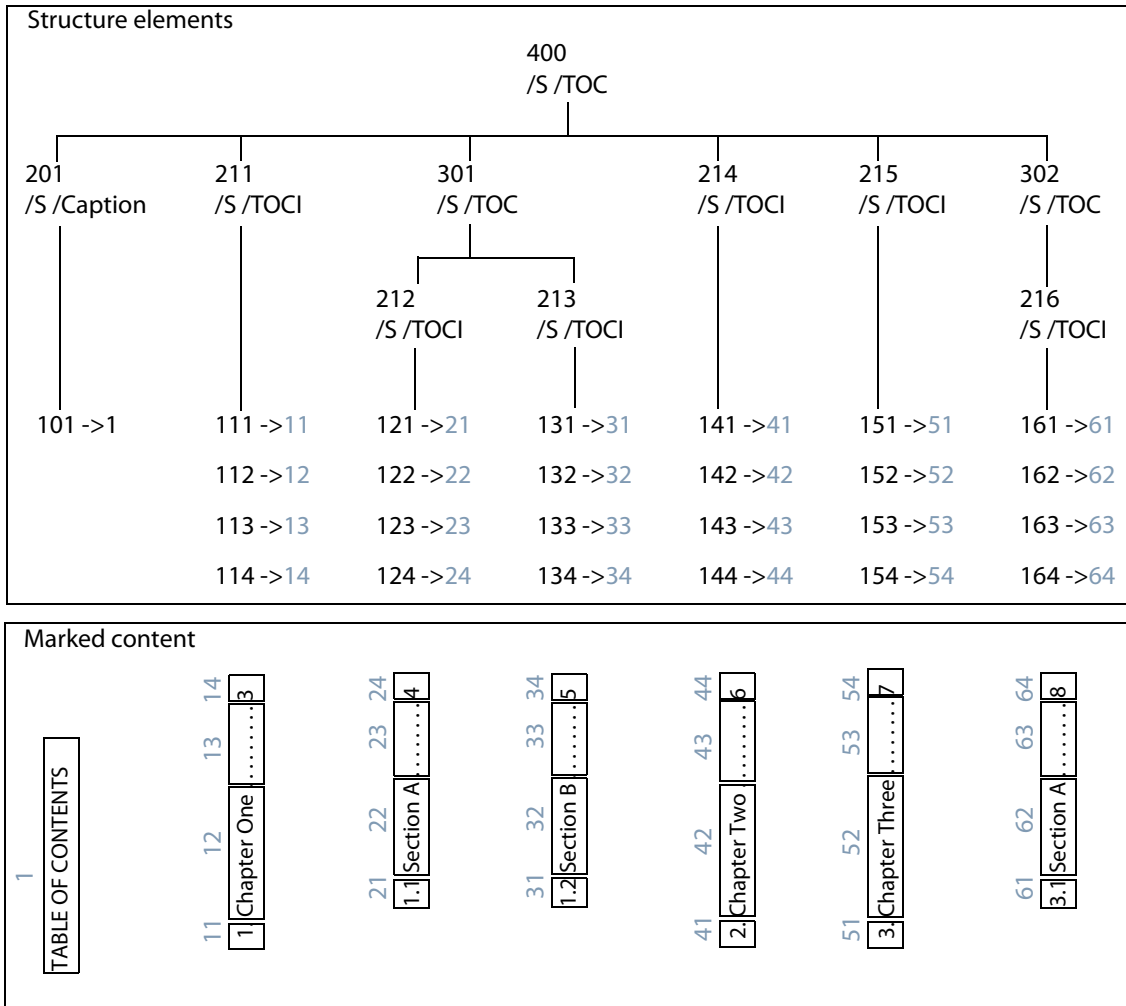 Structure elements
400
/S /TOC
201 211 301 214 215 302
/S /Caption /S /TOCI /S /TOC /S /TOCI /S /TOCI /S /TOC
212 213 216
/S /TOCI /S /TOCI /S /TOCI
101 ->1 111 ->11 121 ->21 131 ->31 141 ->41 151 ->51 161 ->61
112 ->12 122 ->22 132 ->32 142 ->42 152 ->52 162 ->62
113 ->13 123 ->23 133 ->33 143 ->43 153 ->53 163 ->63
114 ->14 124 ->24 134 ->34 144 ->44 154 ->54 164 ->64
Marked content
1
TABLE OF CONTENTS
11 12 13 14
1. Chapter One ........ 3
21 22 23 24
1.1 Section A ........ 4
31 32 33 34
1.2 Section B ........ 5
41 42 43 44
2. Chapter Two ........ 6
51 52 53 54
3. Chapter Three ........ 7
61 62 63 64
3.1 Section A ........ 8